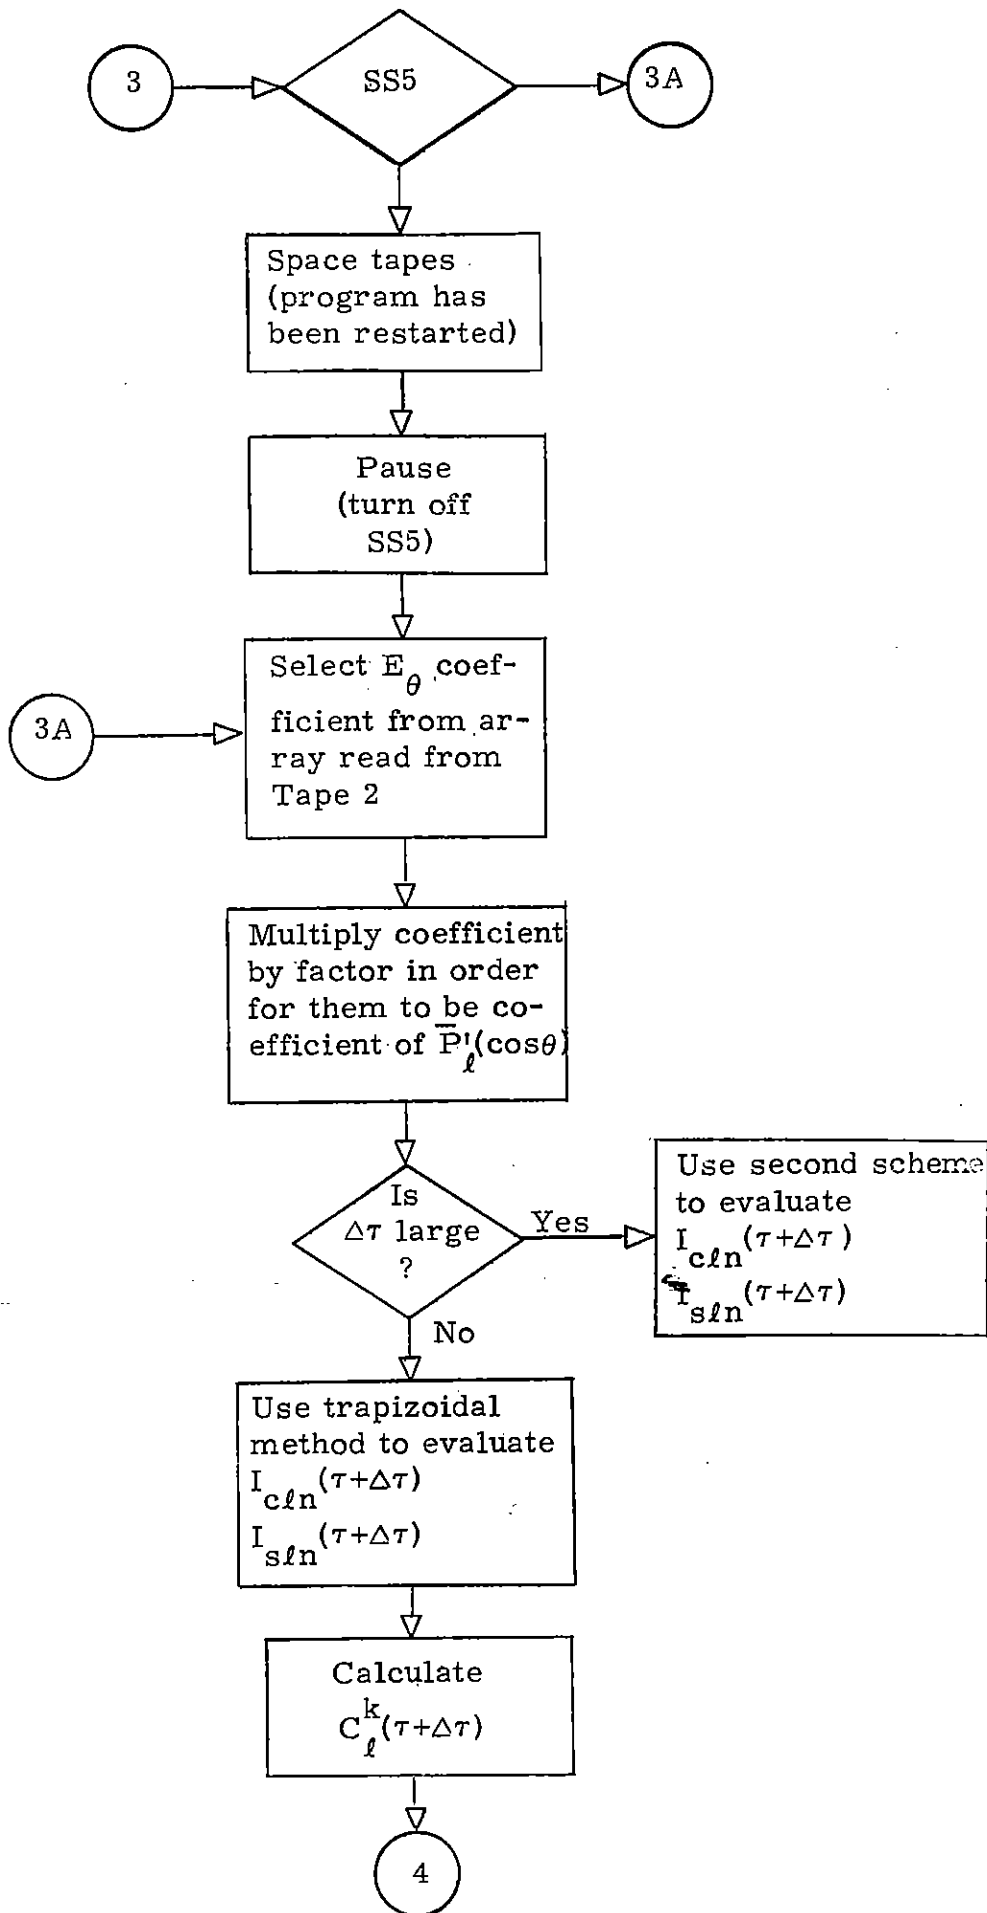 3
SS5
3A
Space tapes
(program has
been restarted)
Pause
(turn off
SS5)
3A
Select E_θ coef-
ficient from ar-
ray read from
Tape 2
Multiply coefficient
by factor in order
for them to be co-
efficient of P̅'_ℓ(cosθ)
Is
Δτ large
?
Yes
Use second scheme
to evaluate
I_cℓn(τ+Δτ)
I_sℓn(τ+Δτ)
No
Use trapizoidal
method to evaluate
I_cℓn(τ+Δτ)
I_sℓn(τ+Δτ)
Calculate
C_ℓ^k(τ+Δτ)
4